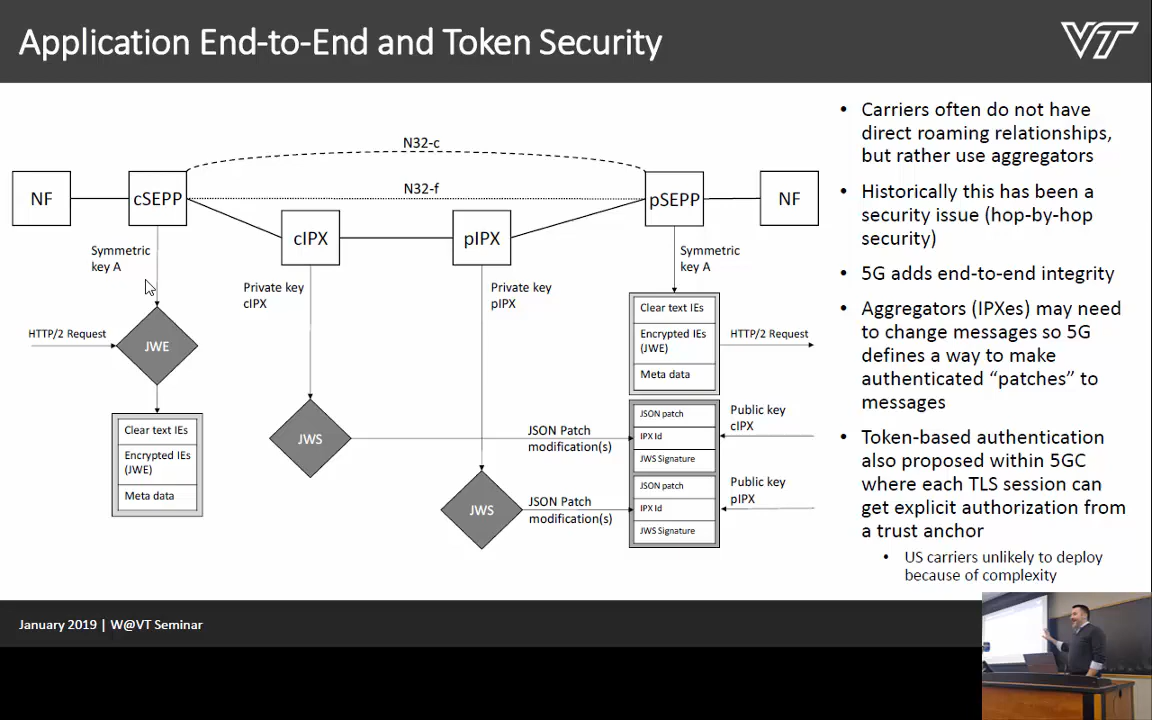 Application End-to-End and Token Security
VT
N32-c
N32-f
NF
cSEPP
cIPX
pIPX
pSEPP
NF
Symmetric
key A
Private key
cIPX
Private key
pIPX
Symmetric
key A
HTTP/2 Request
JWE
Clear text IEs
Encrypted IEs
(JWE)
Meta data
JWS
JSON Patch
modification(s)
JWS
JSON Patch
modification(s)
Clear text IEs
Encrypted IEs
(JWE)
Meta data
HTTP/2 Request
JSON patch
IPX Id
JWS Signature
JSON patch
IPX Id
JWS Signature
Public key
cIPX
Public key
pIPX
• Carriers often do not have
direct roaming relationships,
but rather use aggregators
• Historically this has been a
security issue (hop-by-hop
security)
• 5G adds end-to-end integrity
• Aggregators (IPXes) may need
to change messages so 5G
defines a way to make
authenticated “patches” to
messages
• Token-based authentication
also proposed within 5GC
where each TLS session can
get explicit authorization from
a trust anchor
• US carriers unlikely to deploy
because of complexity
January 2019 | W@VT Seminar